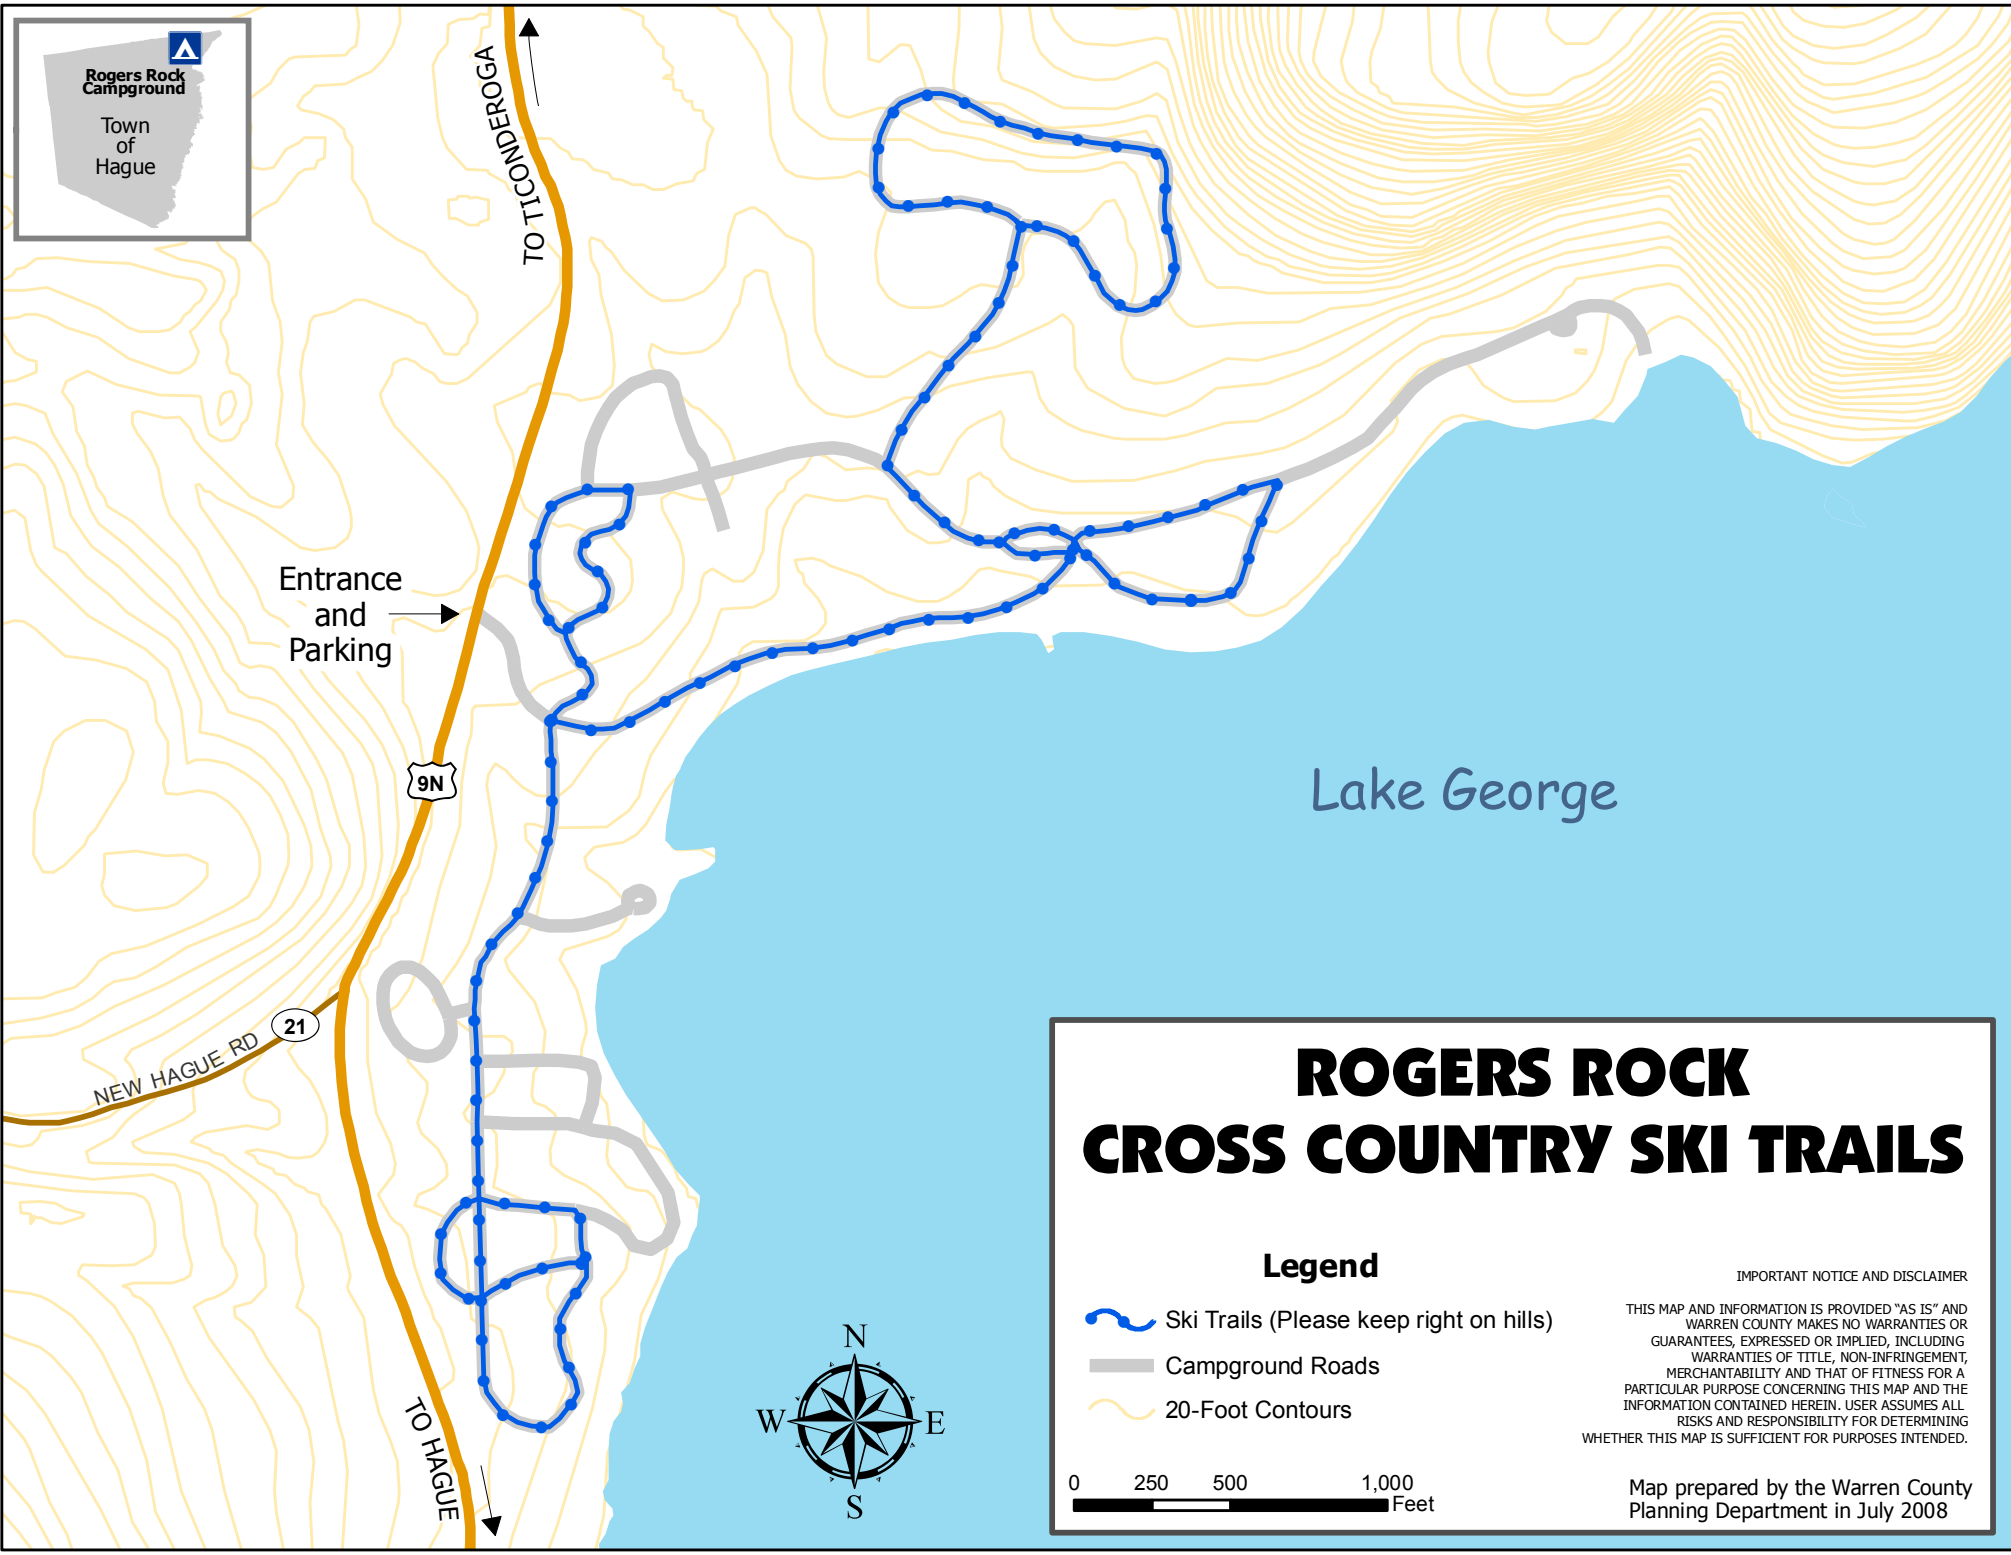 Rogers Rock
Campground
Town
of
Hague
TO TICONDEROGA
Entrance
and
Parking
9N
21
NEW HAGUE RD
TO HAGUE
Lake George
N
W
E
S
ROGERS ROCK
CROSS COUNTRY SKI TRAILS
Legend
Ski Trails (Please keep right on hills)
Campground Roads
20-Foot Contours
0 250 500 1,000
Feet
IMPORTANT NOTICE AND DISCLAIMER
THIS MAP AND INFORMATION IS PROVIDED “AS IS” AND
WARREN COUNTY MAKES NO WARRANTIES OR
GUARANTEES, EXPRESSED OR IMPLIED, INCLUDING
WARRANTIES OF TITLE, NON-INFRINGEMENT,
MERCHANTABILITY AND THAT OF FITNESS FOR A
PARTICULAR PURPOSE CONCERNING THIS MAP AND THE
INFORMATION CONTAINED HEREIN. USER ASSUMES ALL
RISKS AND RESPONSIBILITY FOR DETERMINING
WHETHER THIS MAP IS SUFFICIENT FOR PURPOSES INTENDED.
Map prepared by the Warren County
Planning Department in July 2008